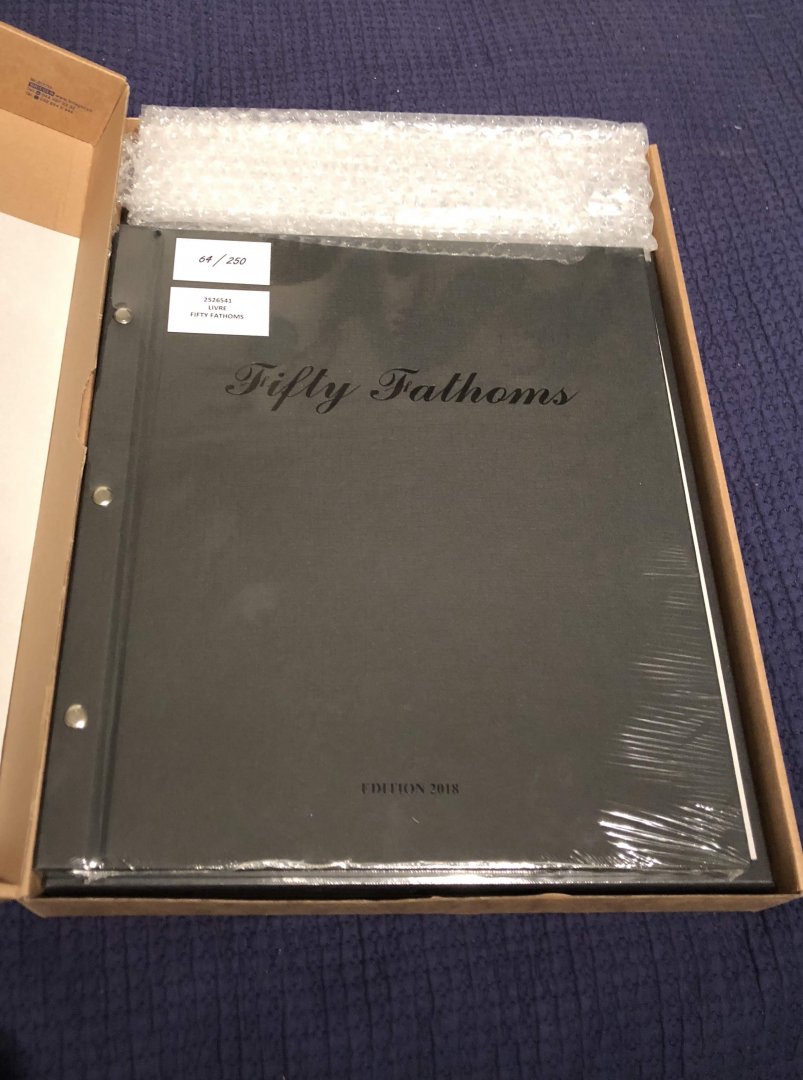 64/250
2526541
LIVRE
FIFTY FATHOMS
Fifty Fathoms
EDITION 2018